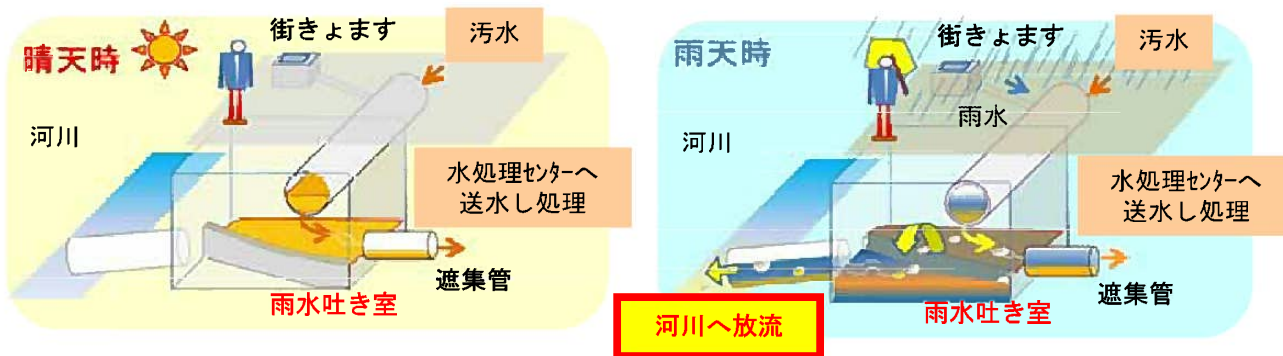 晴天時
街きょます
汚水
河川
水処理ｾﾝﾀｰへ
送水し処理
遮集管
雨水吐き室
雨天時
街きょます
汚水
雨水
河川
水処理ｾﾝﾀｰへ
送水し処理
遮集管
雨水吐き室
河川へ放流